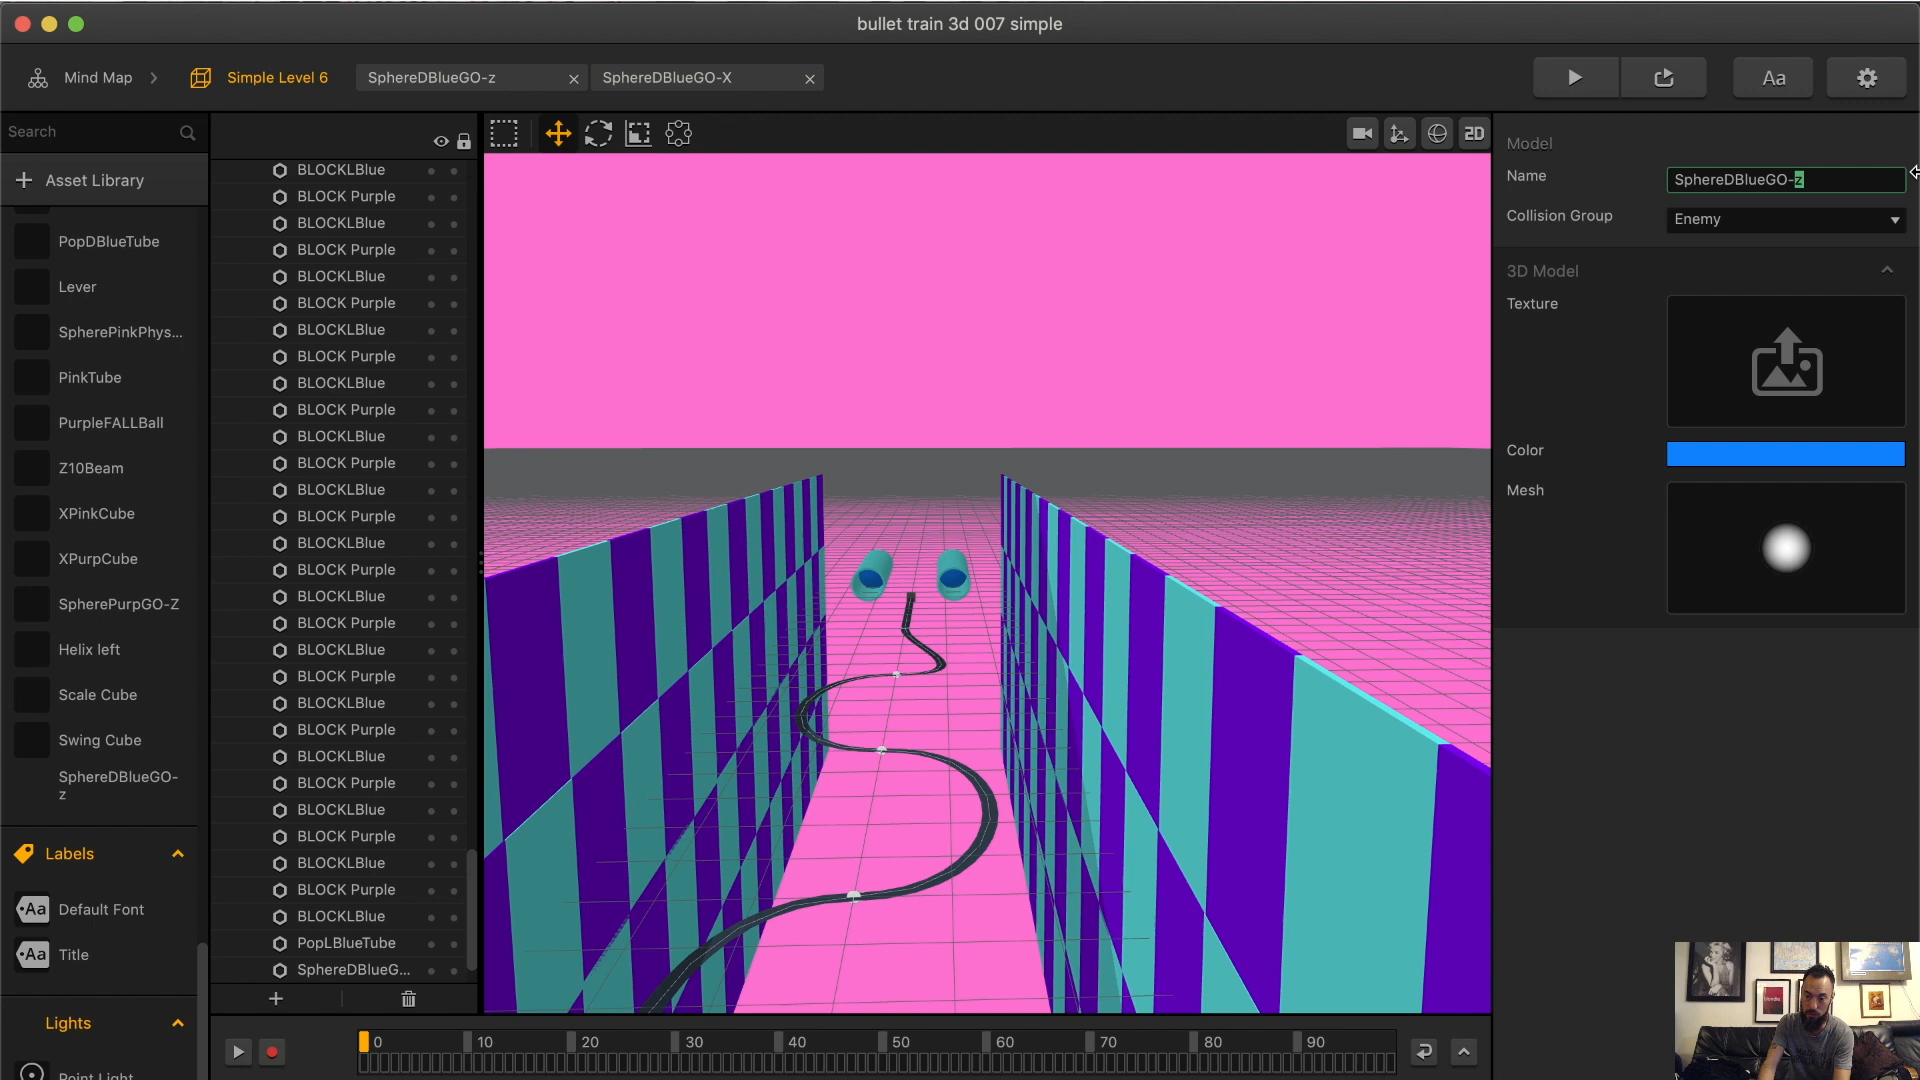 bullet train 3d 007 simple
Mind Map
Simple Level 6
SphereDBlueGO-z
SphereDBlueGO-X
Aa
Search
Asset Library
PopDBlueTube
Lever
SpherePinkPhys...
PinkTube
PurpleFALLBall
Z10Beam
XPinkCube
XPurpCube
SpherePurpGO-Z
Helix left
Scale Cube
Swing Cube
SphereDBlueGO-
z
Labels
Aa Default Font
Aa Title
Lights
Point Light
BLOCKLBlue
BLOCK Purple
BLOCKLBlue
BLOCK Purple
BLOCKLBlue
BLOCK Purple
BLOCKLBlue
BLOCK Purple
BLOCKLBlue
BLOCK Purple
BLOCKLBlue
BLOCK Purple
BLOCKLBlue
BLOCK Purple
BLOCKLBlue
BLOCK Purple
BLOCKLBlue
BLOCK Purple
BLOCKLBlue
BLOCK Purple
BLOCKLBlue
BLOCK Purple
BLOCKLBlue
BLOCK Purple
BLOCKLBlue
BLOCK Purple
BLOCKLBlue
BLOCK Purple
BLOCKLBlue
PopLBlueTube
SphereDBlueG...
2D
0 10 20 30 40 50 60 70 80 90
Model
Name SphereDBlueGO-z
Collision Group Enemy
3D Model
Texture
Color
Mesh